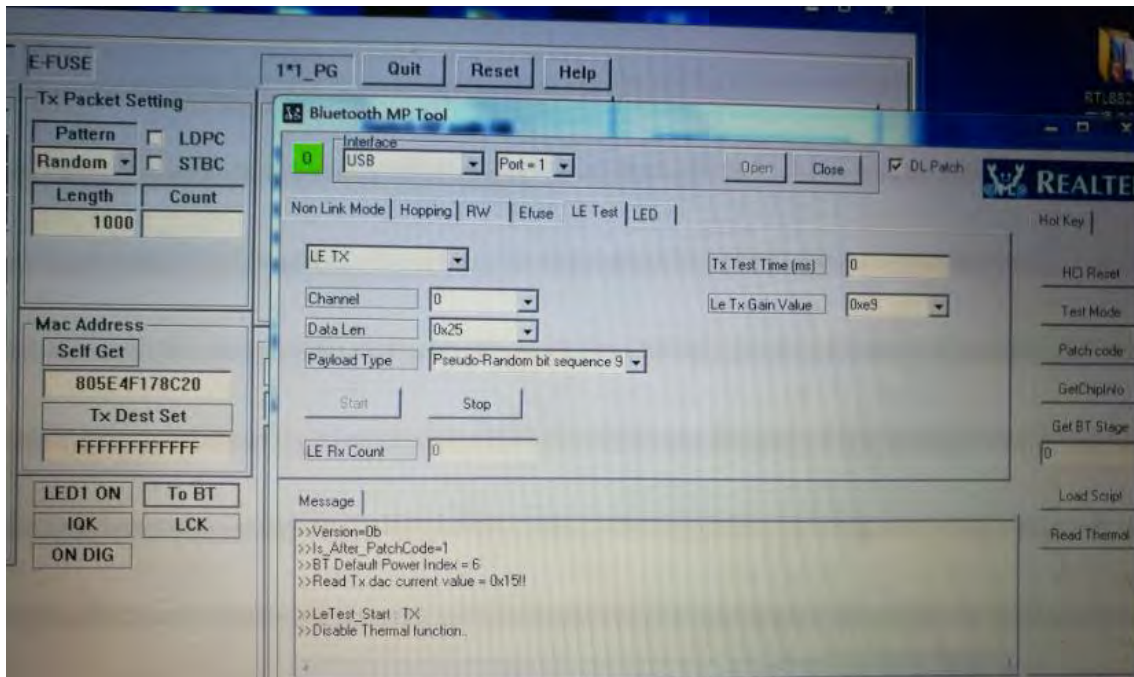 E-FUSE
1*1_PG
Quit
Reset
Help
Tx Packet Setting
Pattern
LDPC
Random
STBC
Length
Count
1000
Mac Address
Self Get
805E4F178C20
Tx Dest Set
FFFFFFFFFFFF
LED1 ON
To BT
IQK
LCK
ON DIG
Bluetooth MP Tool
0
Interface
USB
Port = 1
Open
Close
DL Patch
REALTE
Non Link Mode
Hopping
RW
Efuse
LE Test
LED
Hot Key
LE TX
Tx Test Time (ms)
0
Channel
0
Le Tx Gain Value
0xe9
Data Len
0x25
Payload Type
Pseudo-Random bit sequence 9
Start
Stop
LE Rx Count
0
HCI Reset
Test Mode
Patch code
GetChipInfo
Get BT Stage
0
Load Script
Read Thermal
Message
>>Version=0b
>>Is_After_PatchCode=1
>>BT Default Power Index = 6
>>Read Tx dac current value = 0x15!!
>>LeTest_Start : TX
>>Disable Thermal function..